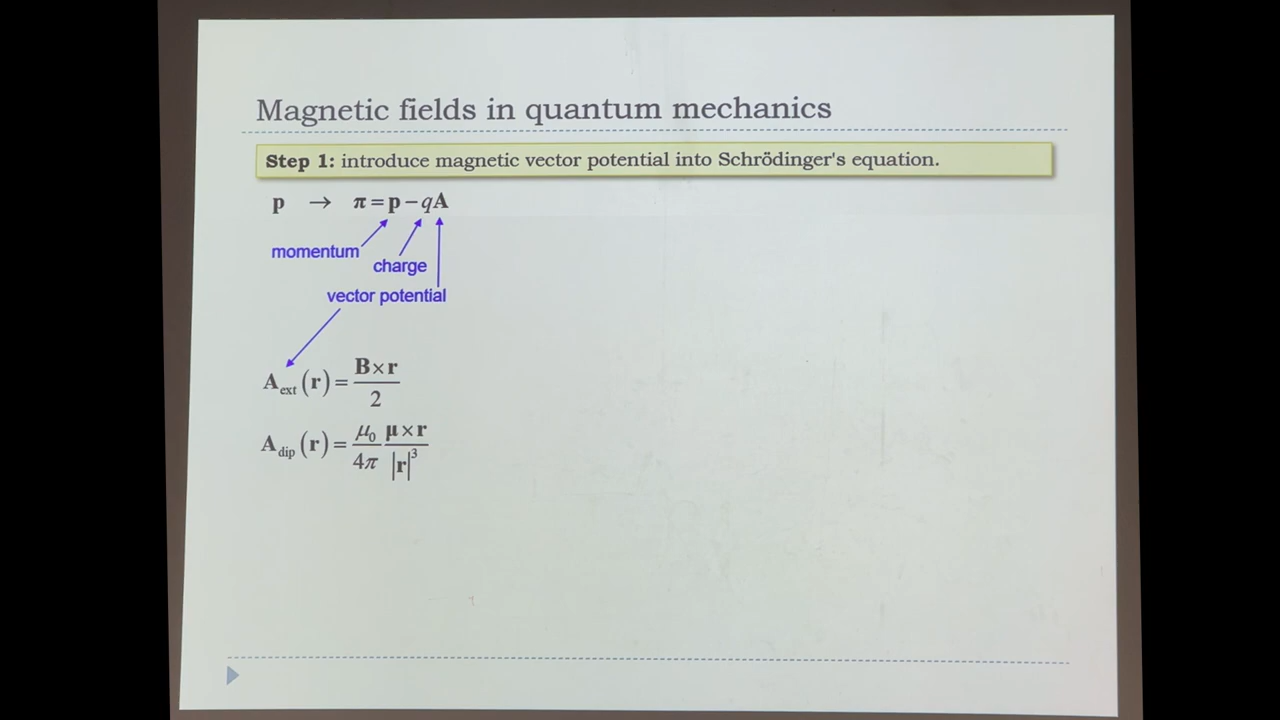 Magnetic fields in quantum mechanics
Step 1: introduce magnetic vector potential into Schrödinger's equation.
p → π = p − qA
momentum
charge
vector potential
A_ext (r) = B×r / 2
A_dip (r) = μ₀/4π μ×r/|r|³